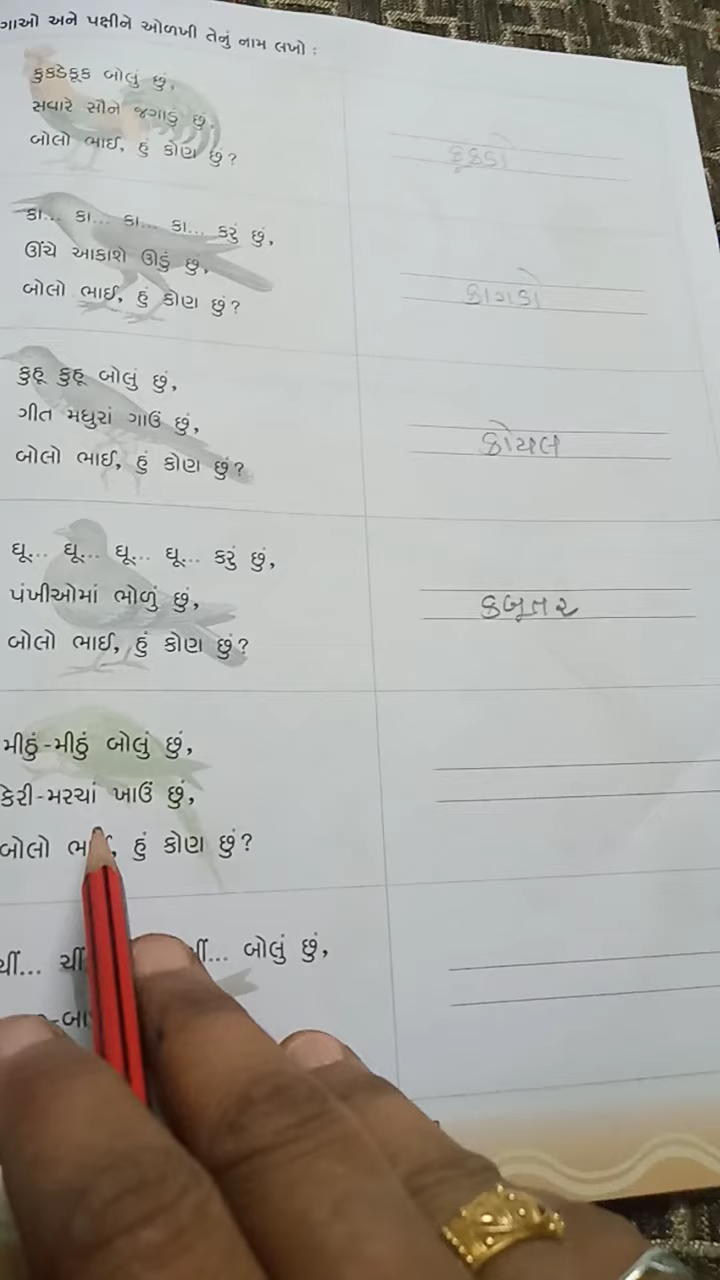 ગાઓ અને પક્ષીને ઓળખી તેનું નામ લખો :
કુકડેકૂક બોલું છું,
સવારે સૌને જગાડું છું,
બોલો ભાઈ, હું કોણ છું?
કૂકડો
કા... કા... કા... કા... કરું છું,
ઊંચે આકાશે ઊડું છું,
બોલો ભાઈ, હું કોણ છું?
કાગડો
કુહૂ કુહૂ બોલું છું,
ગીત મધુરાં ગાઉં છું,
બોલો ભાઈ, હું કોણ છું?
કોયલ
ઘૂ... ઘૂ... ઘૂ... ઘૂ... કરું છું,
પંખીઓમાં ભોળું છું,
બોલો ભાઈ, હું કોણ છું?
કબૂતર
મીઠું-મીઠું બોલું છું,
કેરી-મરચાં ખાઉં છું,
બોલો ભાઈ, હું કોણ છું?
ચીં... ચીં... બોલું છું,